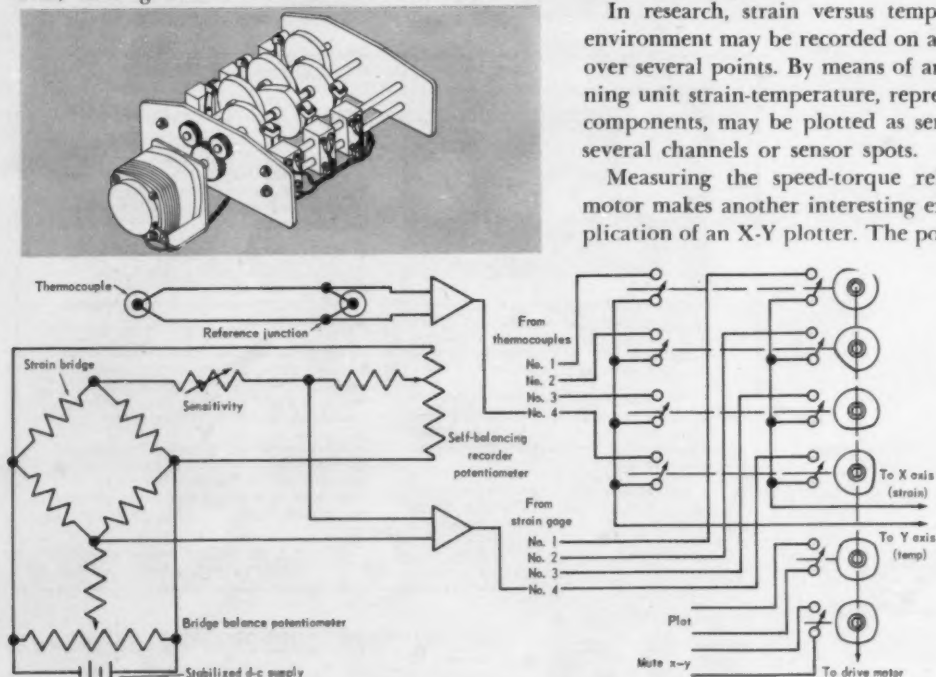 In research, strain versus temp
environment may be recorded on a
over several points. By means of
ning unit strain-temperature, repre
components, may be plotted as
several channels or sensor spots.
Measuring the speed-torque
motor makes another interesting
plication of an X-Y plotter. The
Thermocouple
Reference junction
From
thermocouples
No. 1
No. 2
No. 3
No. 4
Strain bridge
Sensitivity
Self-balancing
recorder
potentiometer
To X axis
(strain)
From
strain gage
No. 1
No. 2
No. 3
No. 4
To Y axis
(temp)
Bridge balance potentiometer
Plot
Stabilized d-c supply
Mute x-y
To drive motor